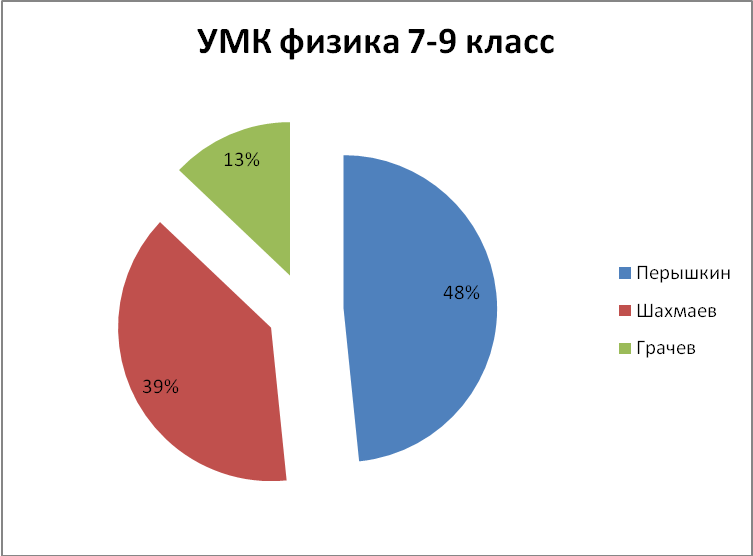 УМК физика 7-9 класс
13%
48%
39%
Перышкин
Шахмаев
Грачев